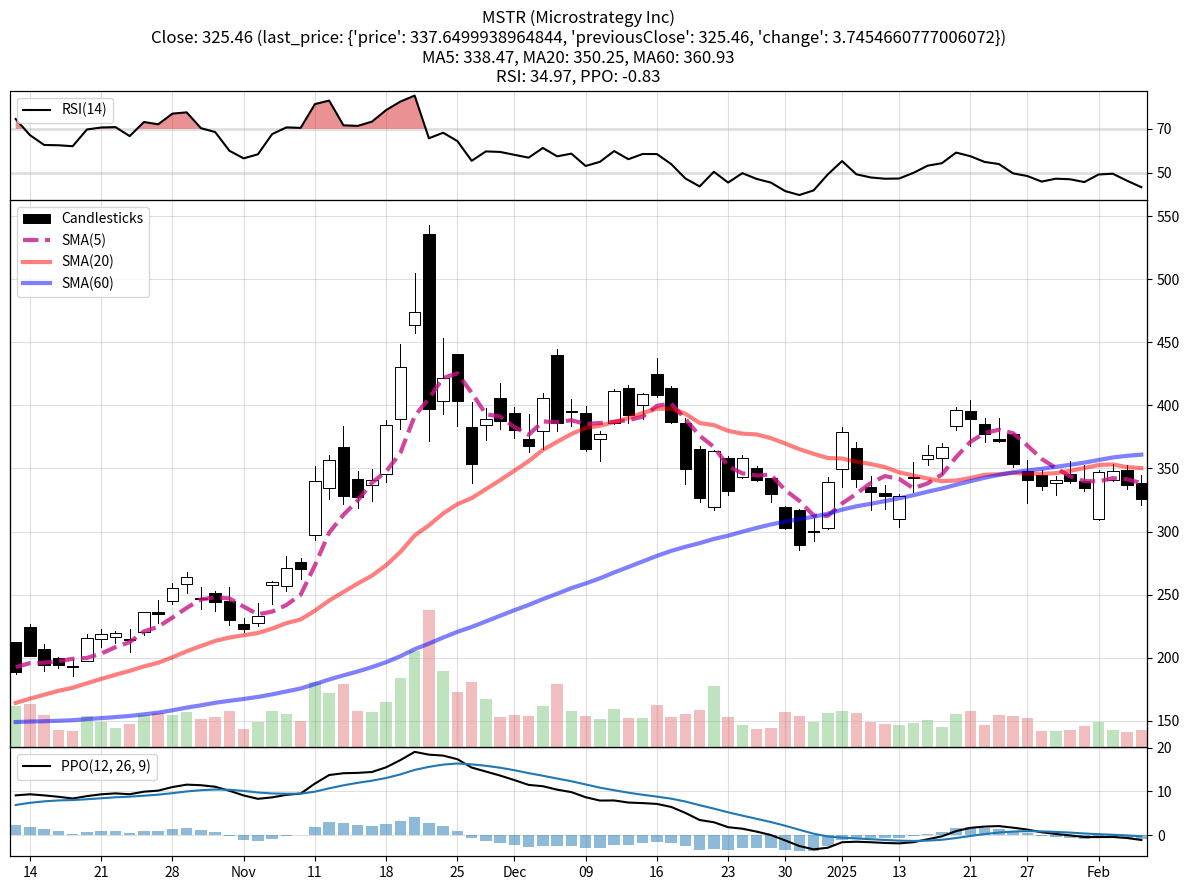 MSTR (Microstrategy Inc)
Close: 325.46 (last_price: {'price': 337.6499938964844, 'previousClose': 325.46, 'change': 3.7454660777006072})
MA5: 338.47, MA20: 350.25, MA60: 360.93
RSI: 34.97, PPO: -0.83
RSI(14)
70
50
Candlesticks
SMA(5)
SMA(20)
SMA(60)
550
500
450
400
350
300
250
200
150
PPO(12, 26, 9)
20
10
0
14 21 28 Nov 11 18 25 Dec 09 16 23 30 2025 13 21 27 Feb